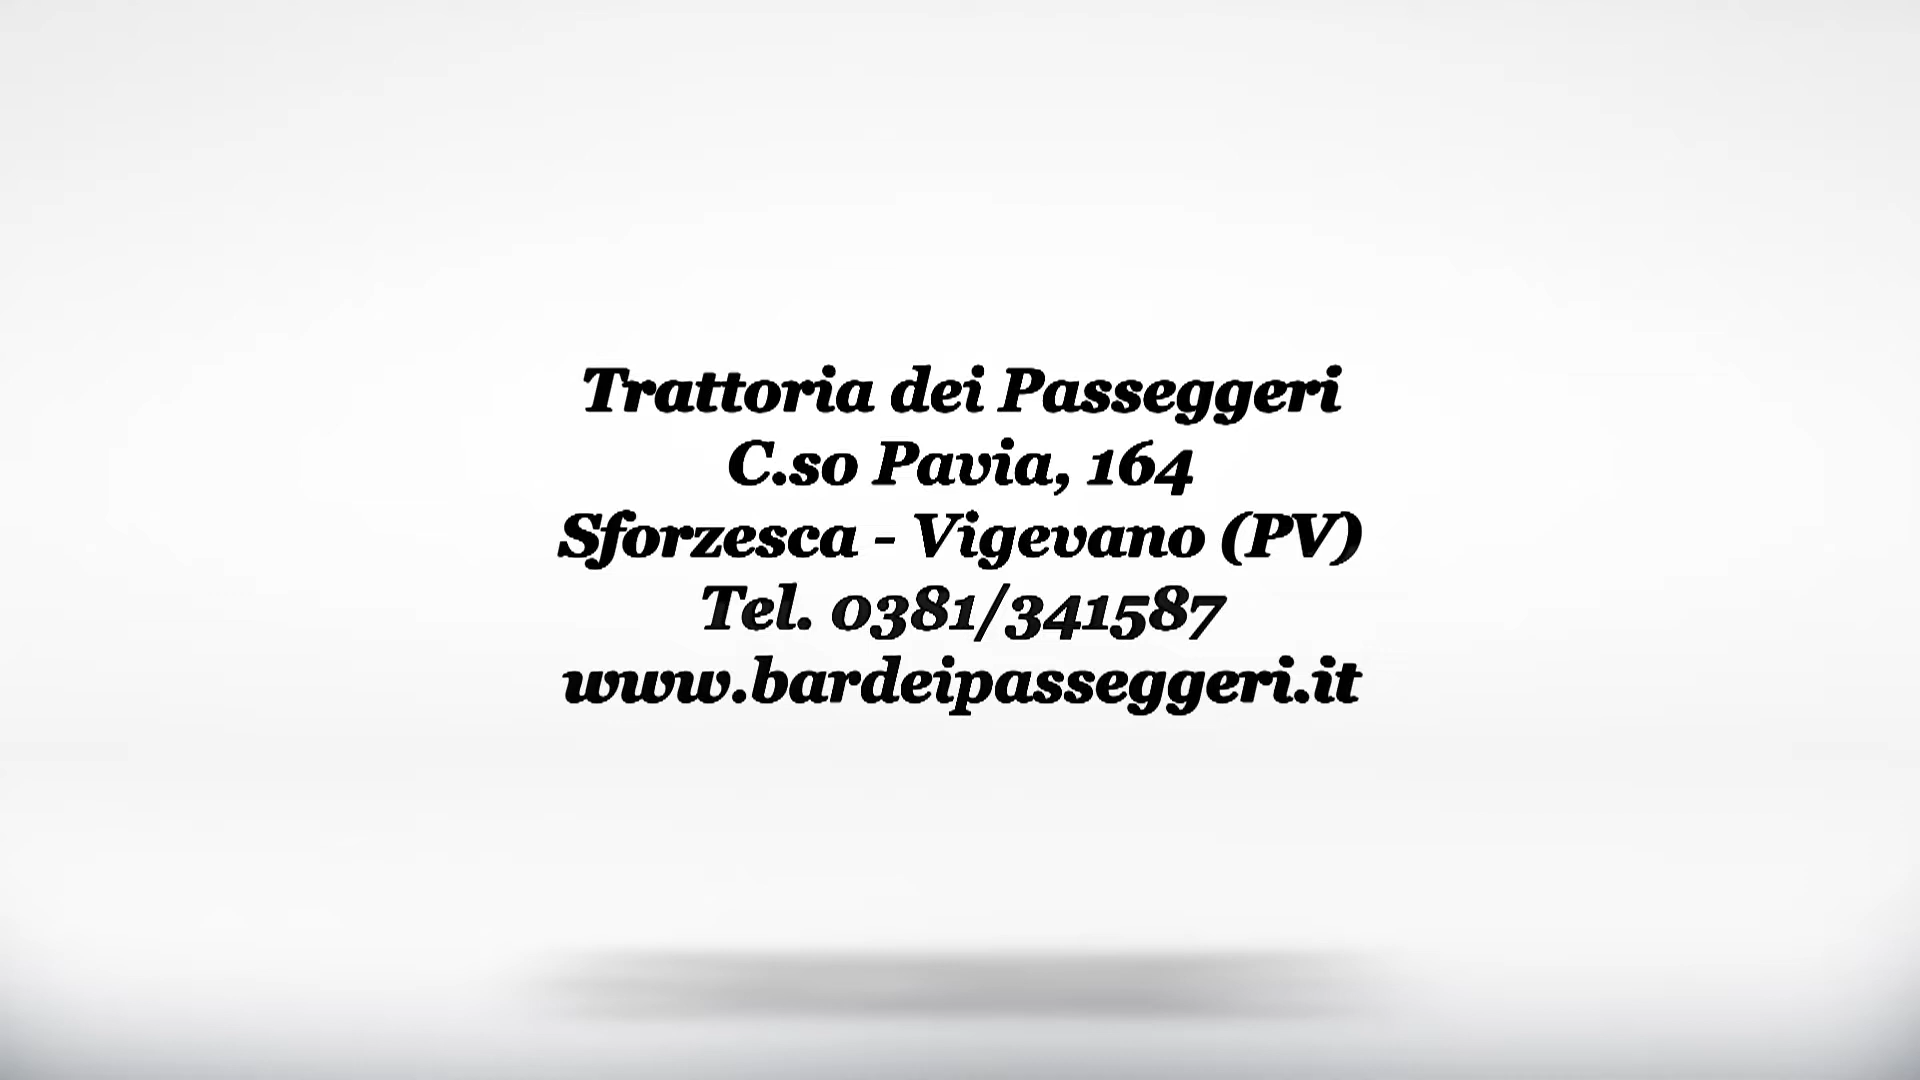 Trattoria dei Passeggeri
C.so Pavia, 164
Sforzesca - Vigevano (PV)
Tel. 0381/341587
www.bardeipasseggeri.it